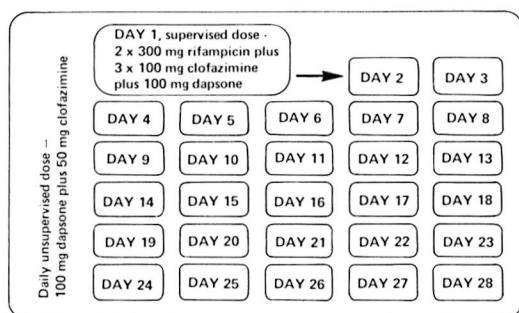 DAY 1, supervised dose -
2 x 300 mg rifampicin plus
3 x 100 mg clofazimine
plus 100 mg dapsone
DAY 2 DAY 3
DAY 4 DAY 5 DAY 6 DAY 7 DAY 8
DAY 9 DAY 10 DAY 11 DAY 12 DAY 13
DAY 14 DAY 15 DAY 16 DAY 17 DAY 18
DAY 19 DAY 20 DAY 21 DAY 22 DAY 23
DAY 24 DAY 25 DAY 26 DAY 27 DAY 28
Daily unsupervised dose –
100 mg dapsone plus 50 mg clofazimine